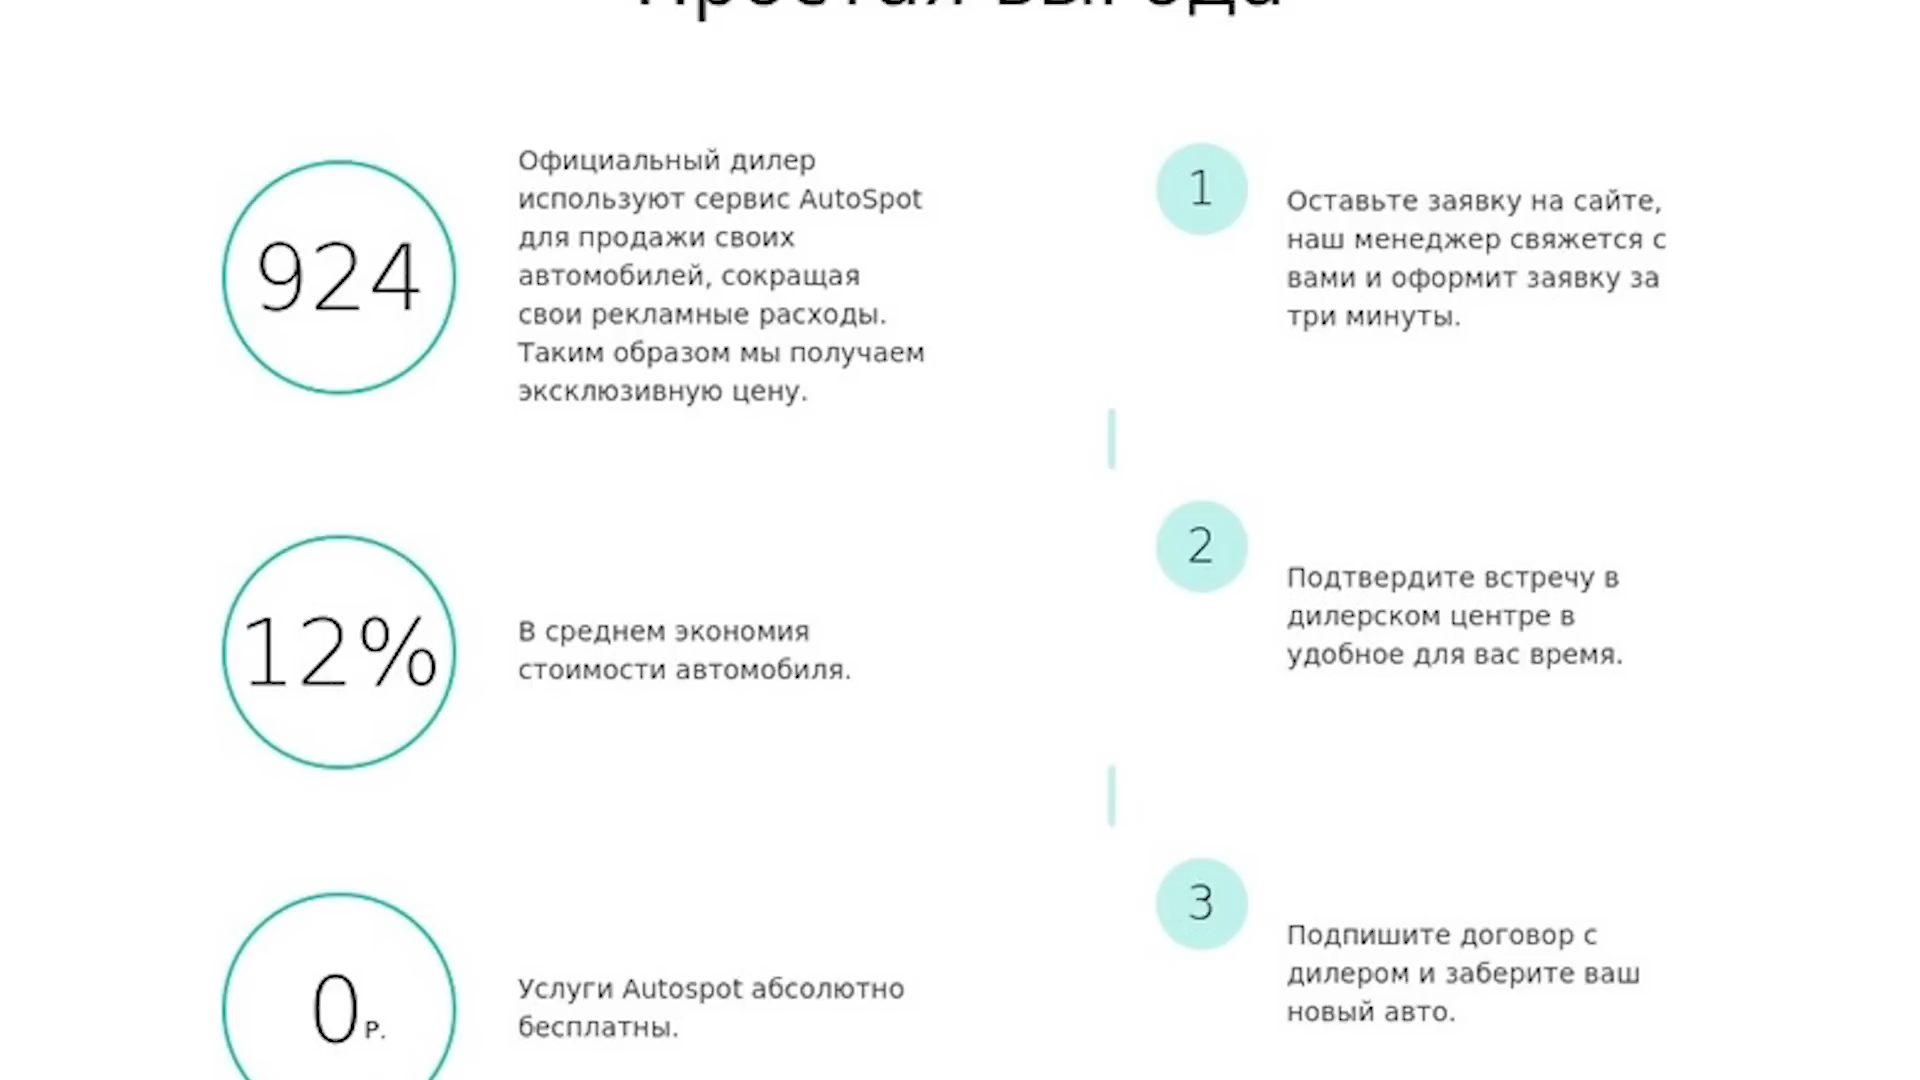 Простая выгода
924
Официальный дилер
используют сервис AutoSpot
для продажи своих
автомобилей, сокращая
свои рекламные расходы.
Таким образом мы получаем
эксклюзивную цену.
12%
В среднем экономия
стоимости автомобиля.
0 Р.
Услуги Autospot абсолютно
бесплатны.
1
Оставьте заявку на сайте,
наш менеджер свяжется с
вами и оформит заявку за
три минуты.
2
Подтвердите встречу в
дилерском центре в
удобное для вас время.
3
Подпишите договор с
дилером и заберите ваш
новый авто.